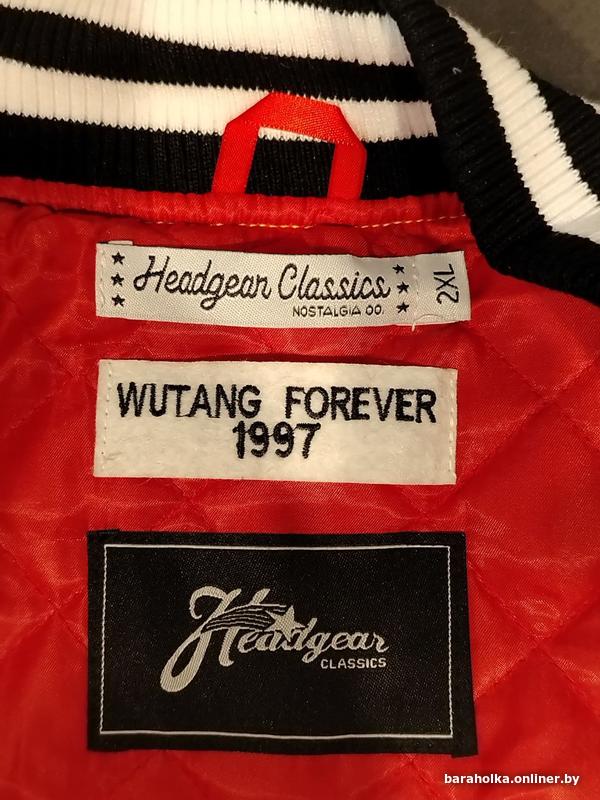 Headgear Classics
NOSTALGIA CO.
2XL
WUTANG FOREVER
1997
Headgear
CLASSICS
baraholka.onliner.by